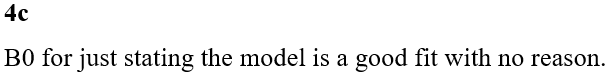 4c
B0 for just stating the model is a good fit with no reason.